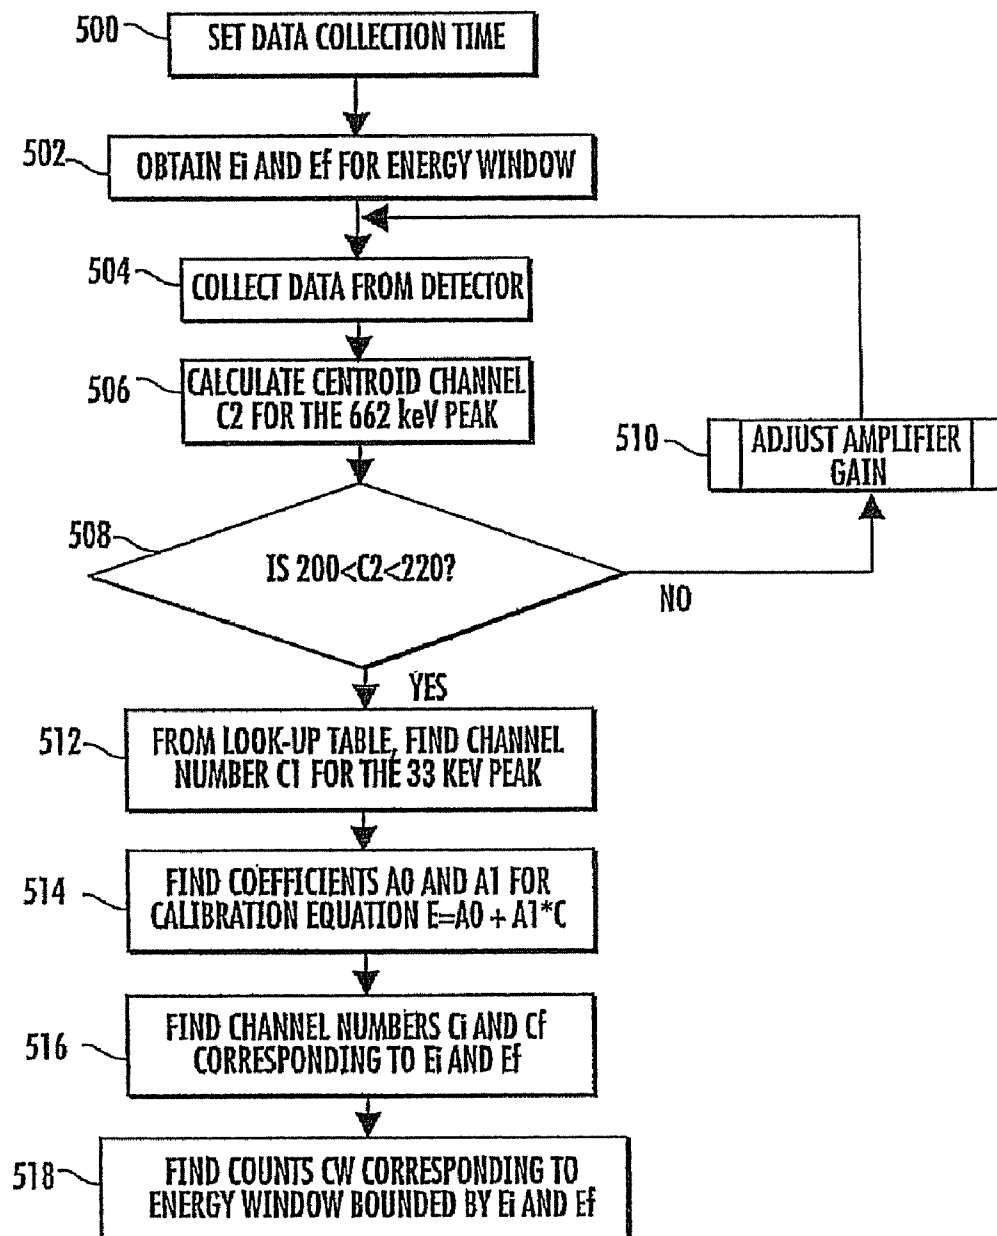 500
SET DATA COLLECTION TIME
502
OBTAIN Ei AND Ef FOR ENERGY WINDOW
504
COLLECT DATA FROM DETECTOR
506
CALCULATE CENTROID CHANNEL
C2 FOR THE 662 keV PEAK
510
ADJUST AMPLIFIER
GAIN
508
IS 200<C2<220?
NO
YES
512
FROM LOOK-UP TABLE, FIND CHANNEL
NUMBER C1 FOR THE 33 KEV PEAK
514
FIND COEFFICIENTS A0 AND A1 FOR
CALIBRATION EQUATION E=A0 + A1*C
516
FIND CHANNEL NUMBERS Ci AND Cf
CORRESPONDING TO Ei AND Ef
518
FIND COUNTS CW CORRESPONDING TO
ENERGY WINDOW BOUNDED BY Ei AND Ef